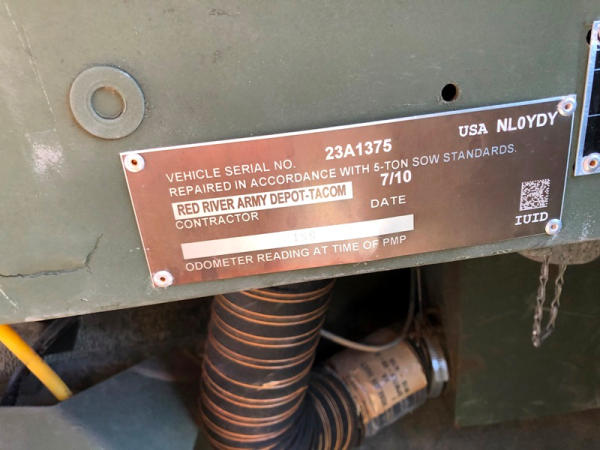 USA NL0YDY
VEHICLE SERIAL NO. 23A1375
REPAIRED IN ACCORDANCE WITH 5-TON SOW STANDARDS.
RED RIVER ARMY DEPOT-TACOM 7/10
CONTRACTOR DATE
IUID
ODOMETER READING AT TIME OF PMP